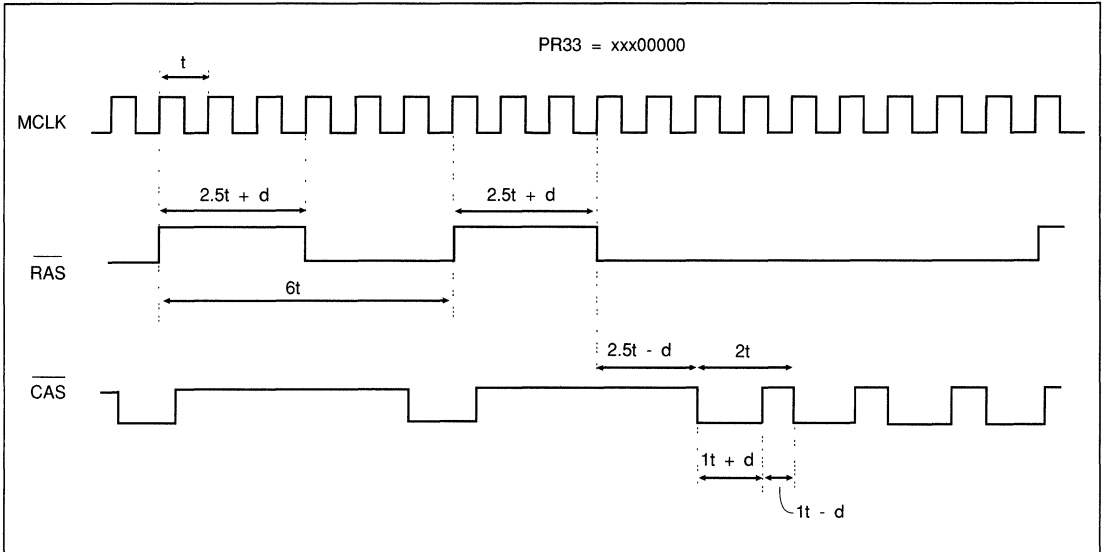 PR33 = xxx00000
t
MCLK
2.5t + d
2.5t + d
RAS
6t
2.5t - d
2t
CAS
1t + d
1t - d